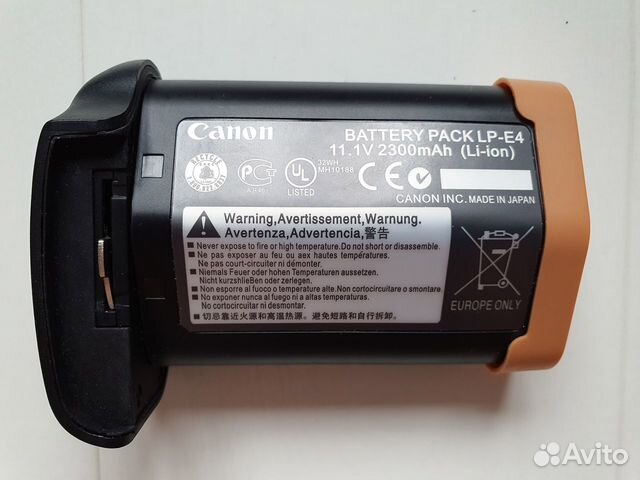 Canon
BATTERY PACK LP-E4
11.1V 2300mAh (Li-ion)
RECYCLE
32WH
MH10188
UL
LISTED
CANON INC. MADE IN JAPAN
Warning,Avertissement,Warnung.
Avertenza,Advertencia,警告
Never expose to fire or high temperature.Do not short or disassemble.
Ne pas exposer au feu ou aux hautes températures.
Ne pas court-circuiter ni démonter.
Niemals Feuer oder hohen Temperaturen aussetzen.
Nicht kurzschlieBen oder zerlegen.
Non esporre al fuoco o alte temperature.Non cortocircuitare o smontare.
No exponer nunca al fuego ni a altas temperaturas.
No cortocircuitar o desmontar.
切忌靠近火源和高温热源。避免短路和自行拆卸。
EUROPE ONLY
Avito